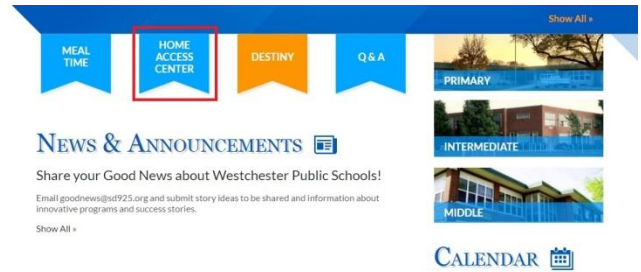 Show All »
MEAL
TIME
HOME
ACCESS
CENTER
DESTINY
Q & A
PRIMARY
INTERMEDIATE
MIDDLE
NEWS & ANNOUNCEMENTS
Share your Good News about Westchester Public Schools!
Email goodnews@sd925.org and submit story ideas to be shared and information about
innovative programs and success stories.
Show All »
CALENDAR